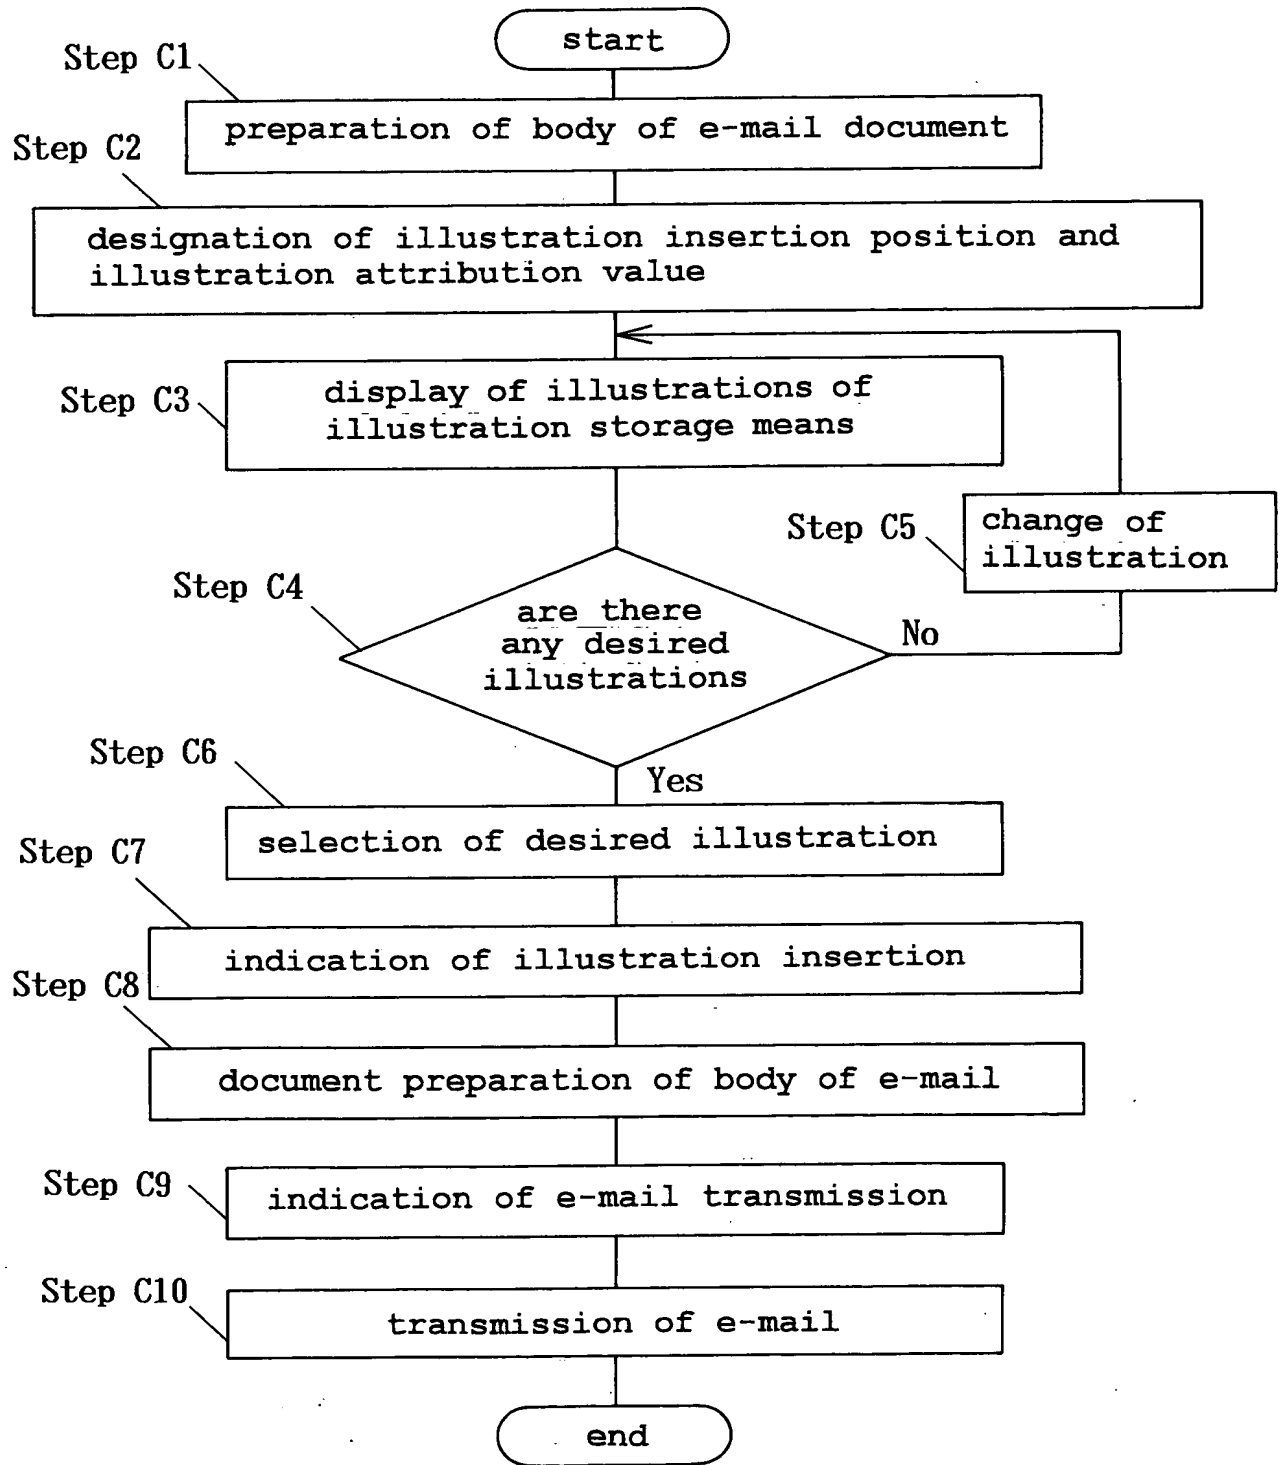 start
Step C1
preparation of body of e-mail document
Step C2
designation of illustration insertion position and
illustration attribution value
Step C3
display of illustrations of
illustration storage means
Step C5
change of
illustration
Step C4
are there
any desired
illustrations
No
Yes
Step C6
selection of desired illustration
Step C7
indication of illustration insertion
Step C8
document preparation of body of e-mail
Step C9
indication of e-mail transmission
Step C10
transmission of e-mail
end